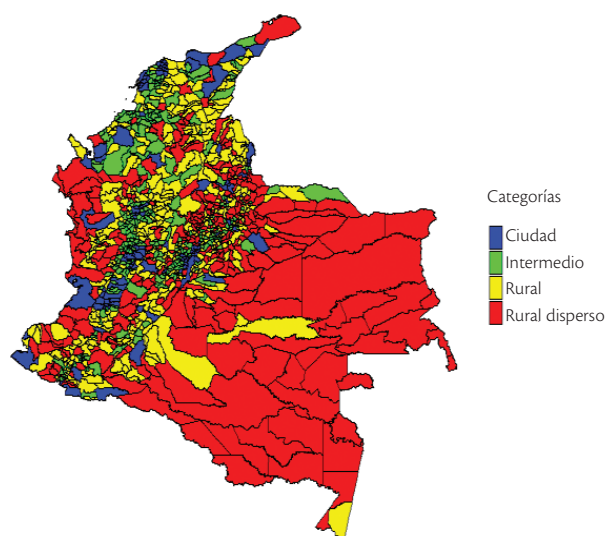 Categorías
Ciudad
Intermedio
Rural
Rural disperso